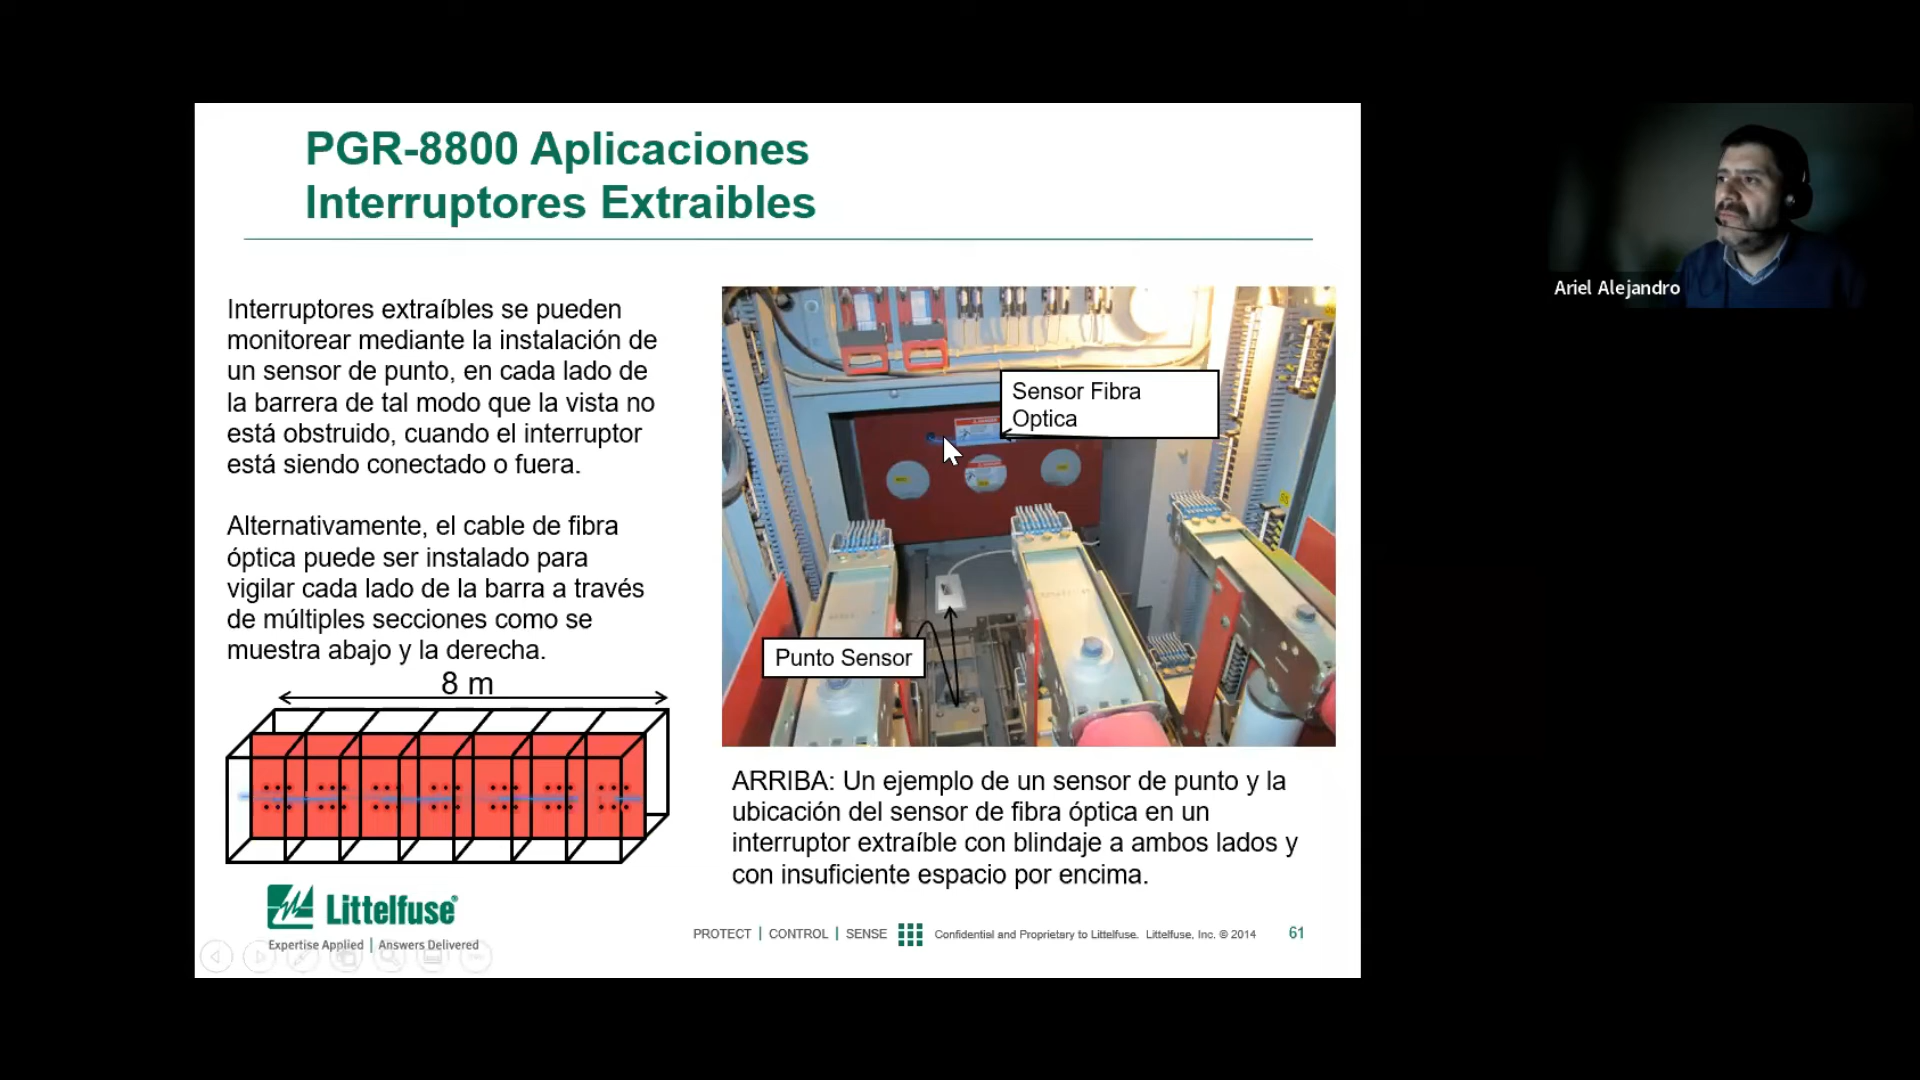 PGR-8800 Aplicaciones
Interruptores Extraibles
Interruptores extraíbles se pueden
monitorear mediante la instalación de
un sensor de punto, en cada lado de
la barrera de tal modo que la vista no
está obstruido, cuando el interruptor
está siendo conectado o fuera.
Alternativamente, el cable de fibra
óptica puede ser instalado para
vigilar cada lado de la barra a través
de múltiples secciones como se
muestra abajo y la derecha.
8 m
Sensor Fibra
Optica
Punto Sensor
ARRIBA: Un ejemplo de un sensor de punto y la
ubicación del sensor de fibra óptica en un
interruptor extraíble con blindaje a ambos lados y
con insuficiente espacio por encima.
Littelfuse®
Expertise Applied | Answers Delivered
PROTECT | CONTROL | SENSE
Confidential and Proprietary to Littelfuse. Littelfuse, Inc. © 2014
61
Ariel Alejandro